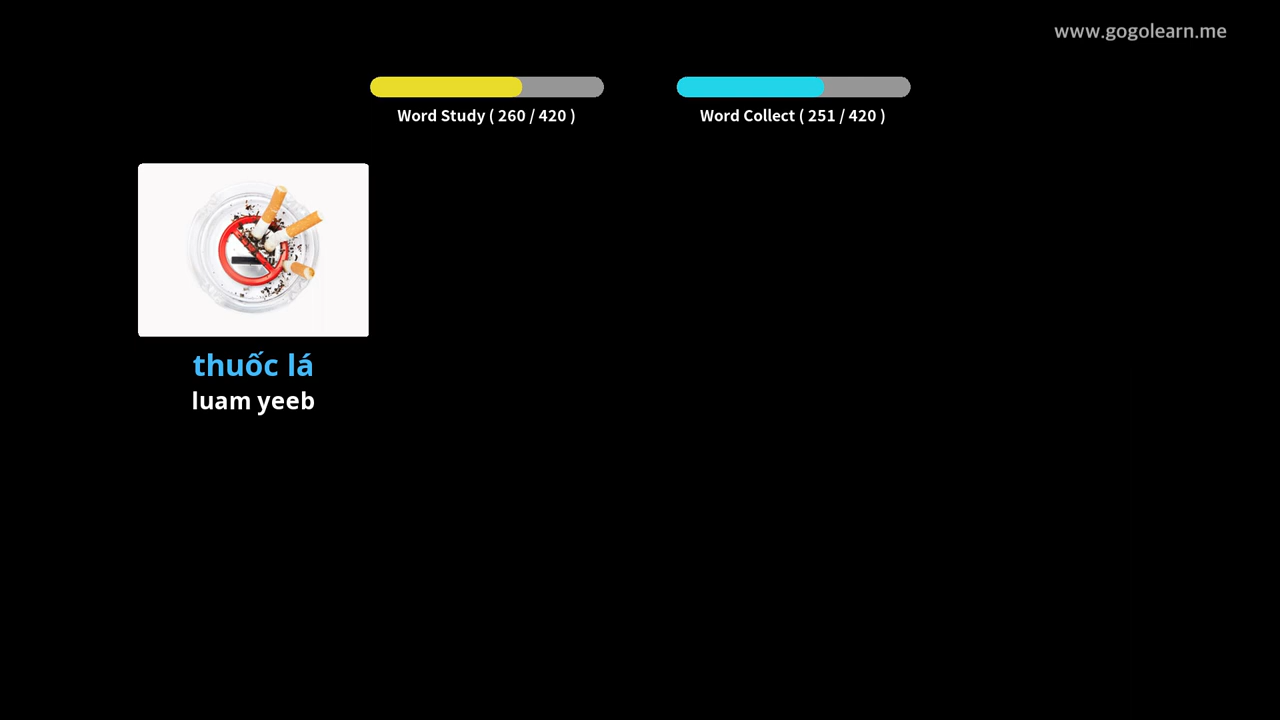 www.gogolearn.me
Word Study ( 260 / 420 )
Word Collect ( 251 / 420 )
thuốc lá
luam yeeb